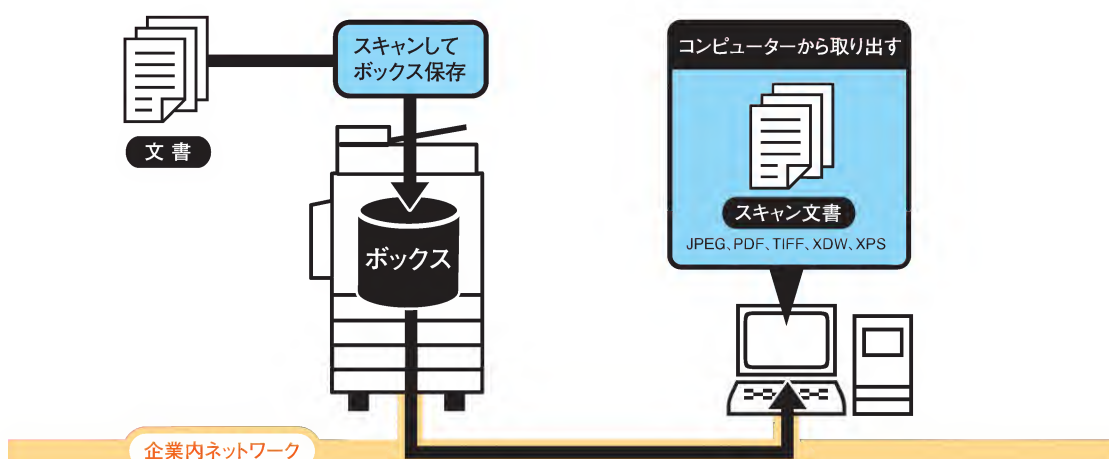 スキャンして
ボックス保存
コンピューターから取り出す
文書
スキャン文書
JPEG、PDF、TIFF、XDW、XPS
ボックス
企業内ネットワーク